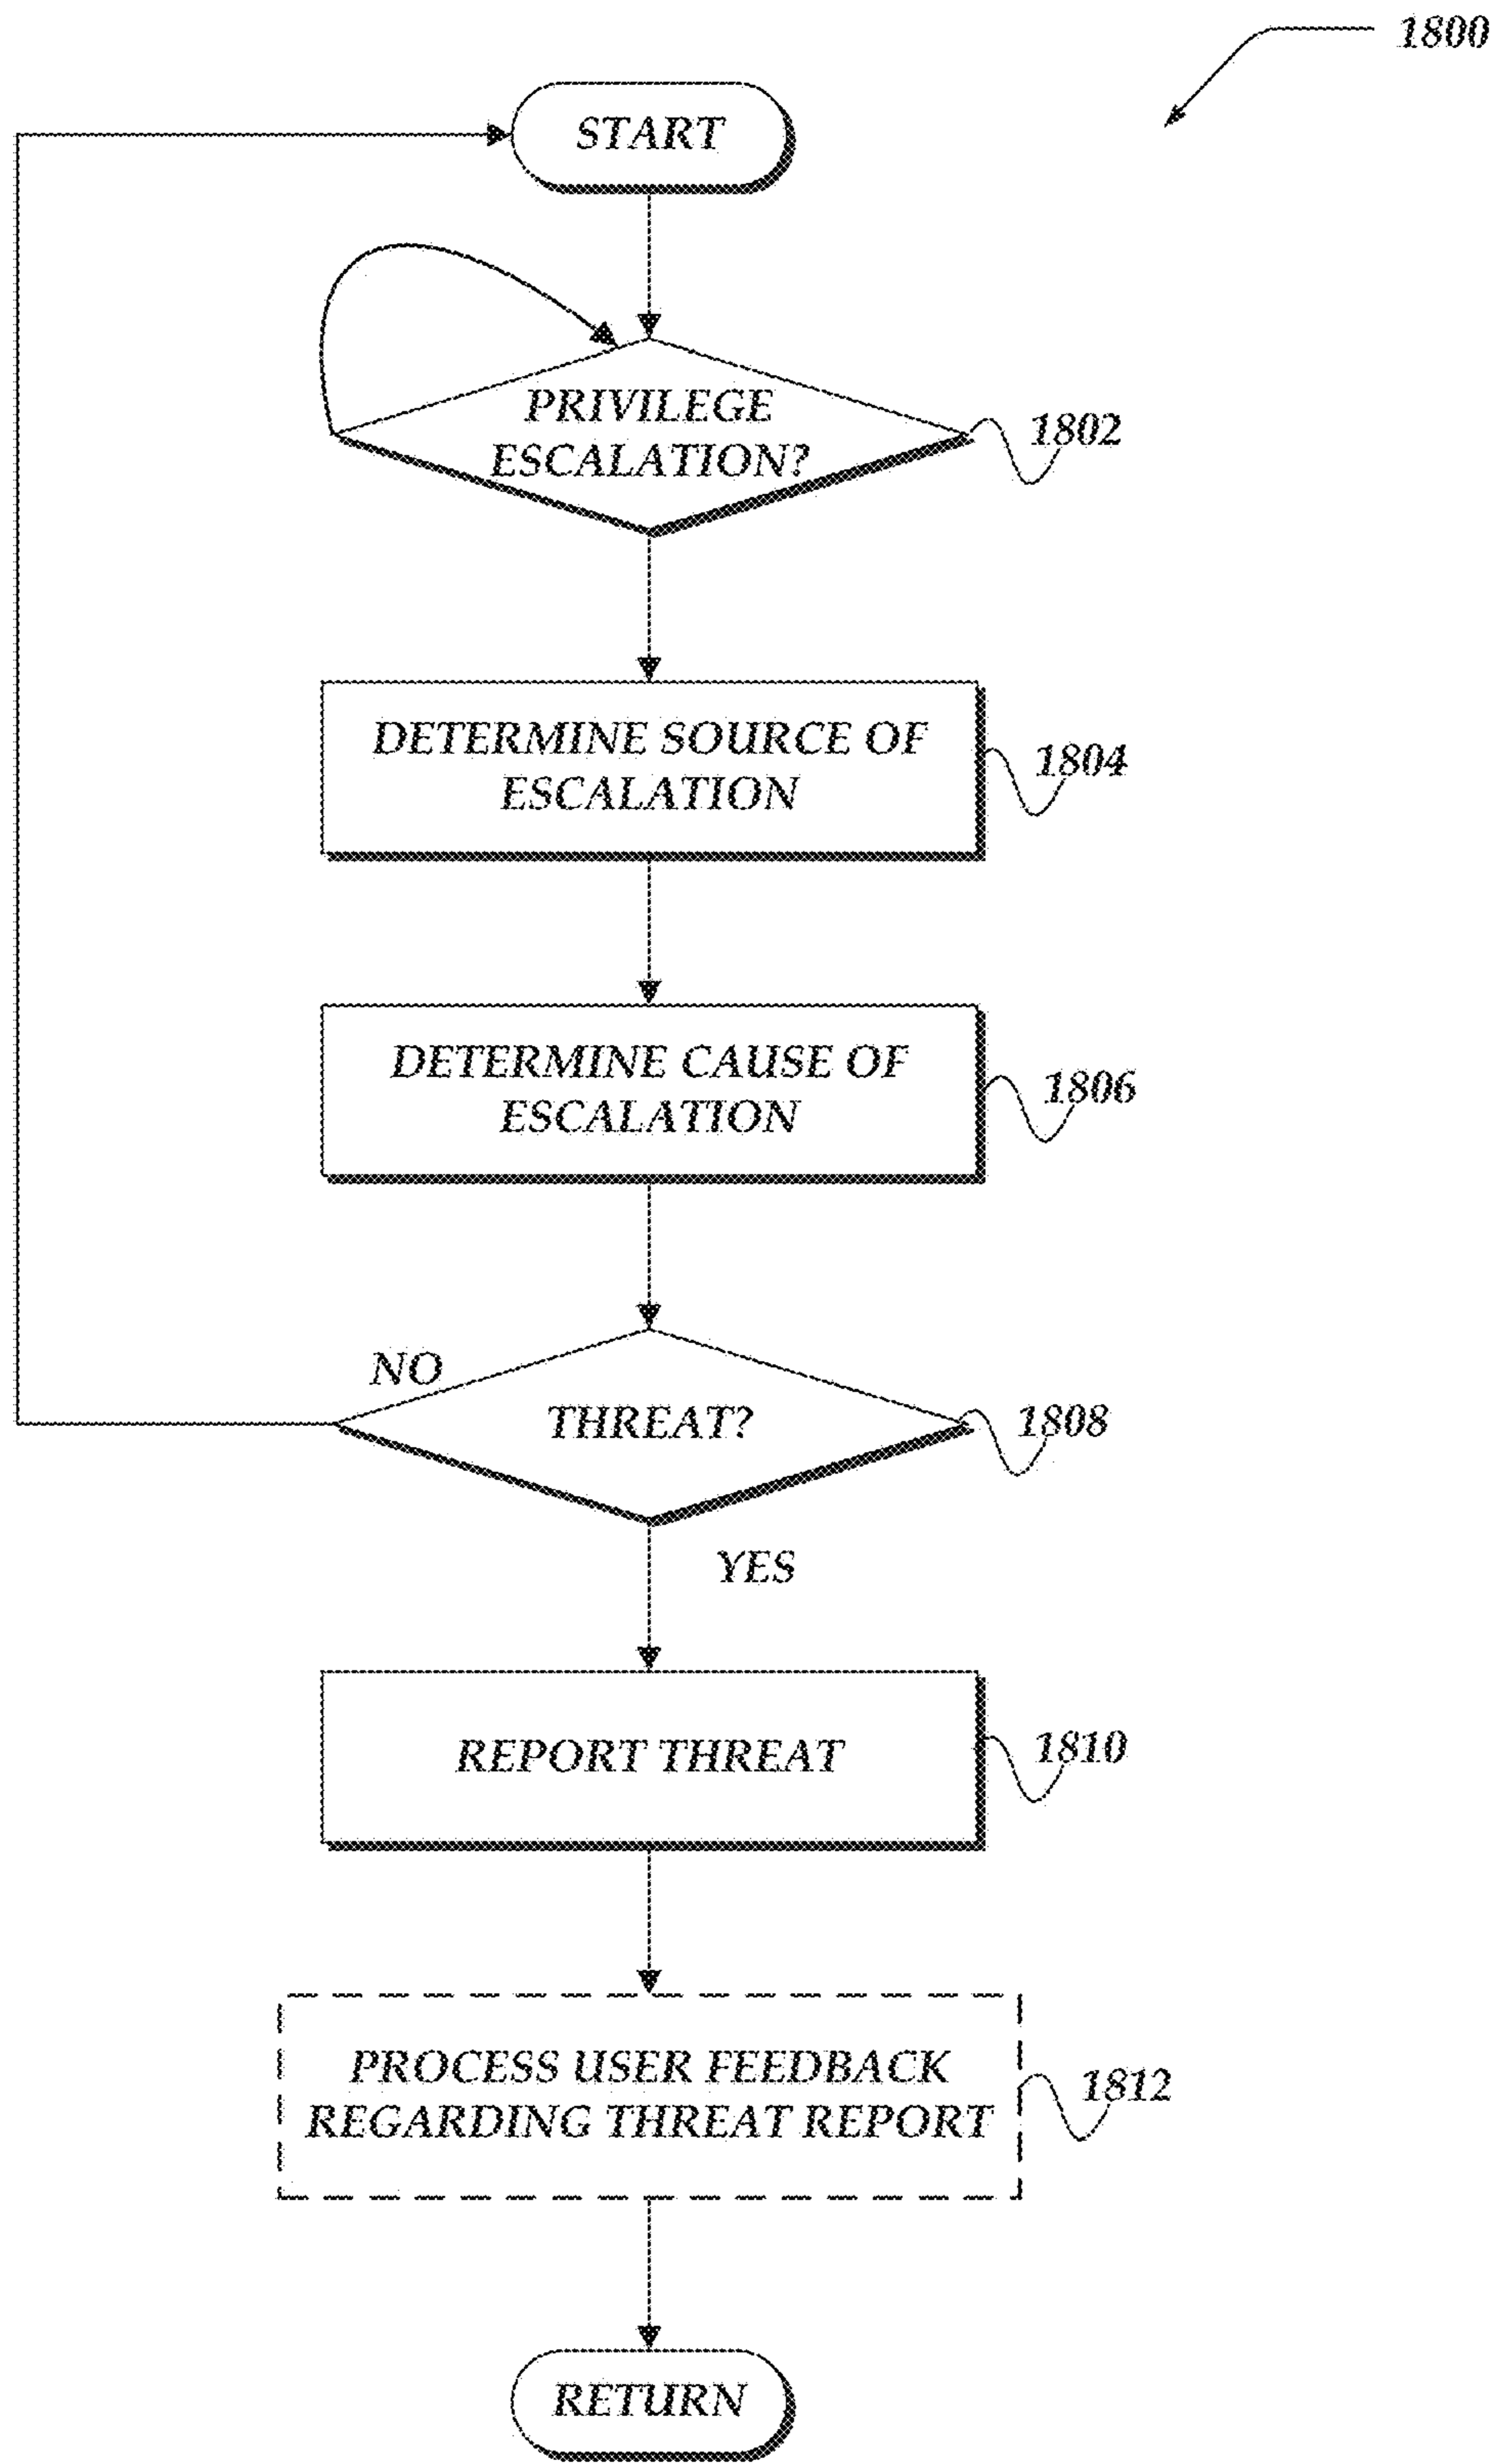 1800
START
PRIVILEGE
ESCALATION?
1802
DETERMINE SOURCE OF
ESCALATION
1804
DETERMINE CAUSE OF
ESCALATION
1806
NO
THREAT?
1808
YES
REPORT THREAT
1810
PROCESS USER FEEDBACK
REGARDING THREAT REPORT
1812
RETURN